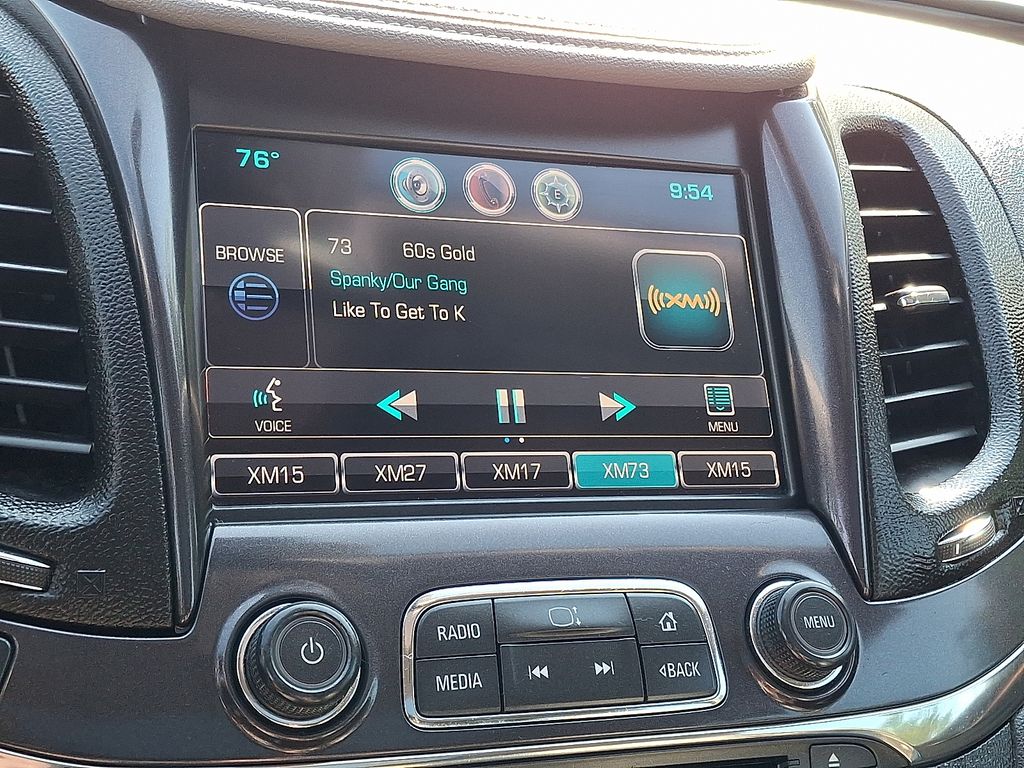 76°
9:54
BROWSE
73 60s Gold
Spanky/Our Gang
Like To Get To K
((XM))
VOICE
MENU
XM15 XM27 XM17 XM73 XM15
RADIO
MEDIA
BACK
MENU